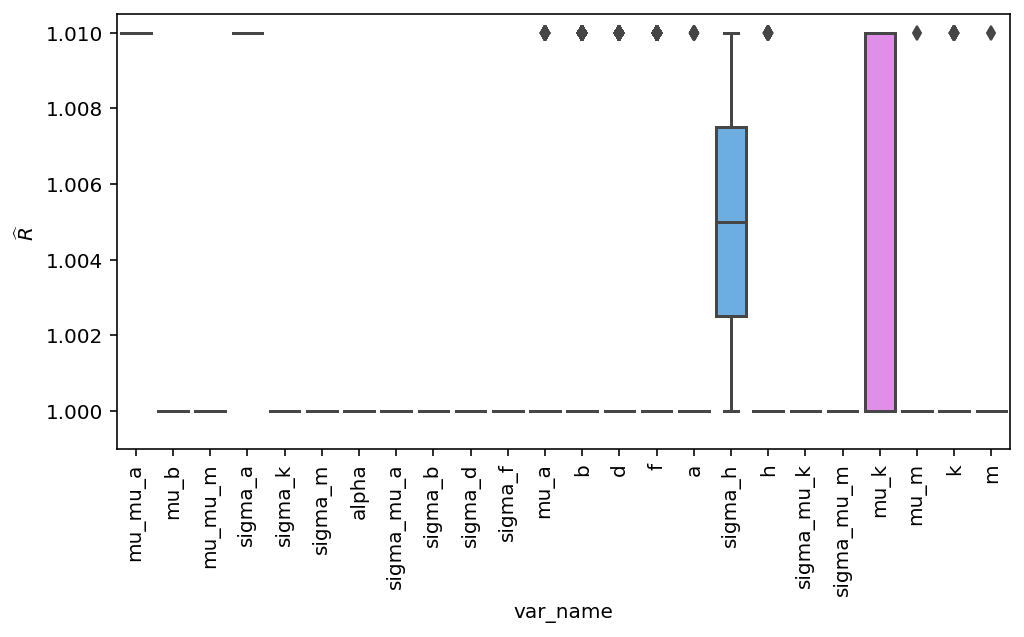 1.010
1.008
1.006
1.004
1.002
1.000
R̂
mu_mu_a
mu_b
mu_mu_m
sigma_a
sigma_k
sigma_m
alpha
sigma_mu_a
sigma_b
sigma_d
sigma_f
mu_a
b
d
f
a
sigma_h
h
sigma_mu_k
sigma_mu_m
mu_k
mu_m
k
m
var_name